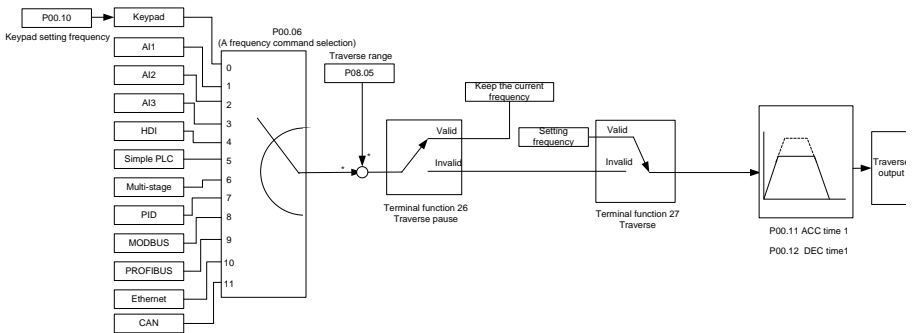 P00.10
Keypad setting frequency
Keypad
AI1
AI2
AI3
HDI
Simple PLC
Multi-stage
PID
MODBUS
PROFIBUS
Ethernet
CAN
P00.06
(A frequency command selection)
0
1
2
3
4
5
6
7
8
9
10
11
Traverse range
P08.05
*
*
Keep the current
frequency
Valid
Invalid
Terminal function 26
Traverse pause
Setting
frequency
Valid
Invalid
Terminal function 27
Traverse
P00.11 ACC time 1
P00.12 DEC time1
Traverse
output